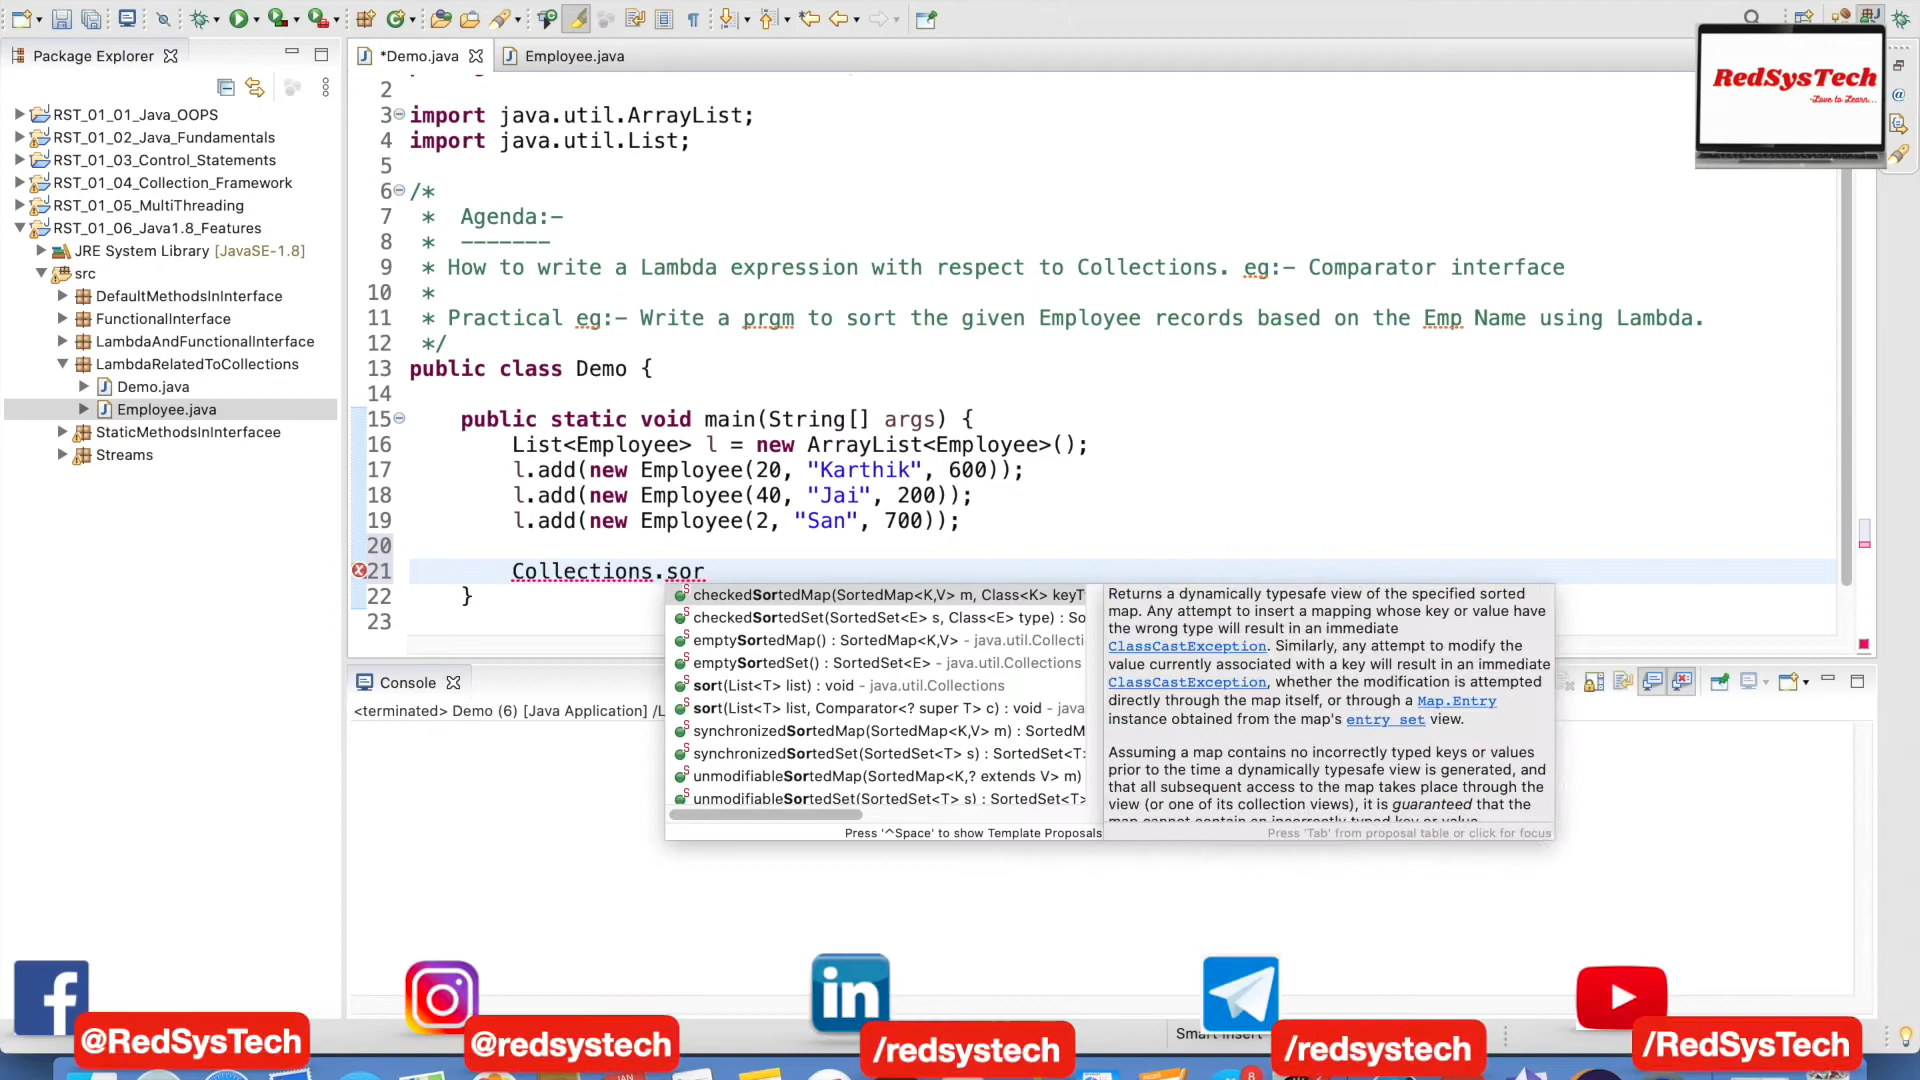 Package Explorer
*Demo.java
Employee.java
RedSysTech
-Love to Learn...
RST_01_01_Java_OOPS
RST_01_02_Java_Fundamentals
RST_01_03_Control_Statements
RST_01_04_Collection_Framework
RST_01_05_MultiThreading
RST_01_06_Java1.8_Features
JRE System Library [JavaSE-1.8]
src
DefaultMethodsInInterface
FunctionalInterface
LambdaAndFunctionalInterface
LambdaRelatedToCollections
Demo.java
Employee.java
StaticMethodsInInterfacee
Streams
2
3 import java.util.ArrayList;
4 import java.util.List;
5
6 /*
7 * Agenda:-
8 * -------
9 * How to write a Lambda expression with respect to Collections. eg:- Comparator interface
10 *
11 * Practical eg:- Write a prgm to sort the given Employee records based on the Emp Name using Lambda.
12 */
13 public class Demo {
14
15 public static void main(String[] args) {
16 List<Employee> l = new ArrayList<Employee>();
17 l.add(new Employee(20, "Karthik", 600));
18 l.add(new Employee(40, "Jai", 200));
19 l.add(new Employee(2, "San", 700));
20
21 Collections.sor
22 }
23
checkedSortedMap(SortedMap<K,V> m, Class<K> keyT
checkedSortedSet(SortedSet<E> s, Class<E> type) : So
emptySortedMap() : SortedMap<K,V> - java.util.Collecti
emptySortedSet() : SortedSet<E> - java.util.Collections
sort(List<T> list) : void - java.util.Collections
sort(List<T> list, Comparator<? super T> c) : void - java
synchronizedSortedMap(SortedMap<K,V> m) : SortedM
synchronizedSortedSet(SortedSet<T> s) : SortedSet<T>
unmodifiableSortedMap(SortedMap<K,? extends V> m)
unmodifiableSortedSet(SortedSet<T> s) : SortedSet<T>
Press '^Space' to show Template Proposals
Returns a dynamically typesafe view of the specified sorted
map. Any attempt to insert a mapping whose key or value have
the wrong type will result in an immediate
ClassCastException. Similarly, any attempt to modify the
value currently associated with a key will result in an immediate
ClassCastException, whether the modification is attempted
directly through the map itself, or through a Map.Entry
instance obtained from the map's entry set view.
Assuming a map contains no incorrectly typed keys or values
prior to the time a dynamically typesafe view is generated, and
that all subsequent access to the map takes place through the
view (or one of its collection views), it is guaranteed that the
map cannot contain an incorrectly typed key or value.
Press 'Tab' from proposal table or click for focus
Console
<terminated> Demo (6) [Java Application] /L
Smart Insert
@RedSysTech
@redsystech
/redsystech
/redsystech
/RedSysTech
JAN
8